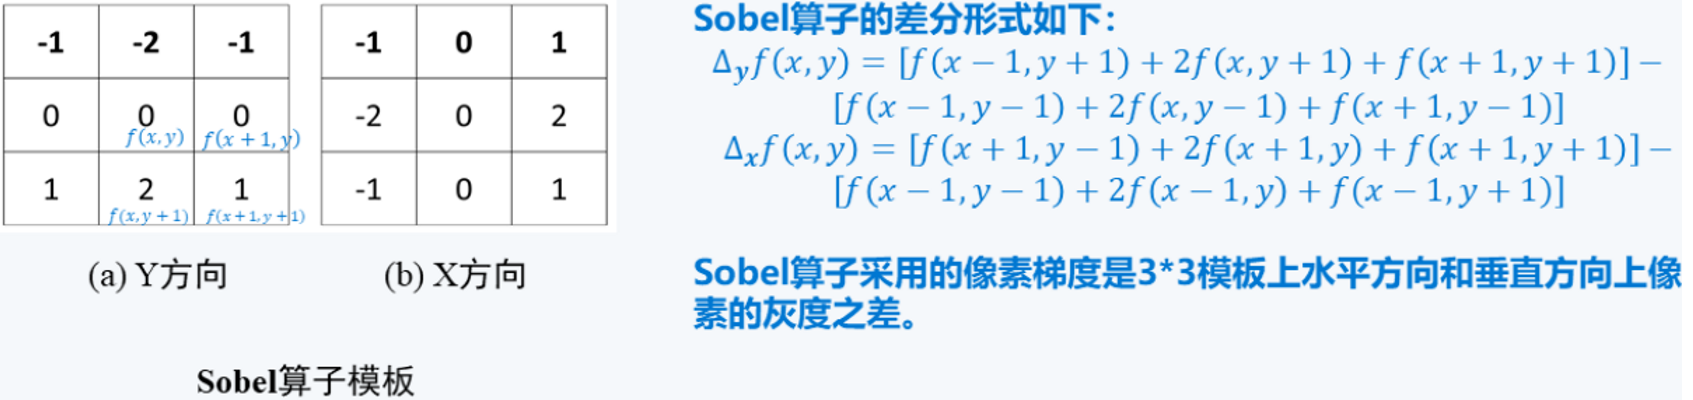 -1 -2 -1
0 0 0
f(x,y) f(x + 1,y)
1 2 1
f(x,y + 1) f(x+1,y+1)
(a) Y方向
-1 0 1
-2 0 2
-1 0 1
(b) X方向
Sobel算子模板
Sobel算子的差分形式如下：
Δyf(x,y) = [f(x − 1,y + 1) + 2f(x,y + 1) + f(x + 1,y + 1)] −
[f(x − 1,y − 1) + 2f(x,y − 1) + f(x + 1,y − 1)]
Δxf(x,y) = [f(x + 1,y − 1) + 2f(x + 1,y) + f(x + 1,y + 1)] −
[f(x − 1,y − 1) + 2f(x − 1,y) + f(x − 1,y + 1)]
Sobel算子采用的像素梯度是3*3模板上水平方向和垂直方向上像
素的灰度之差。